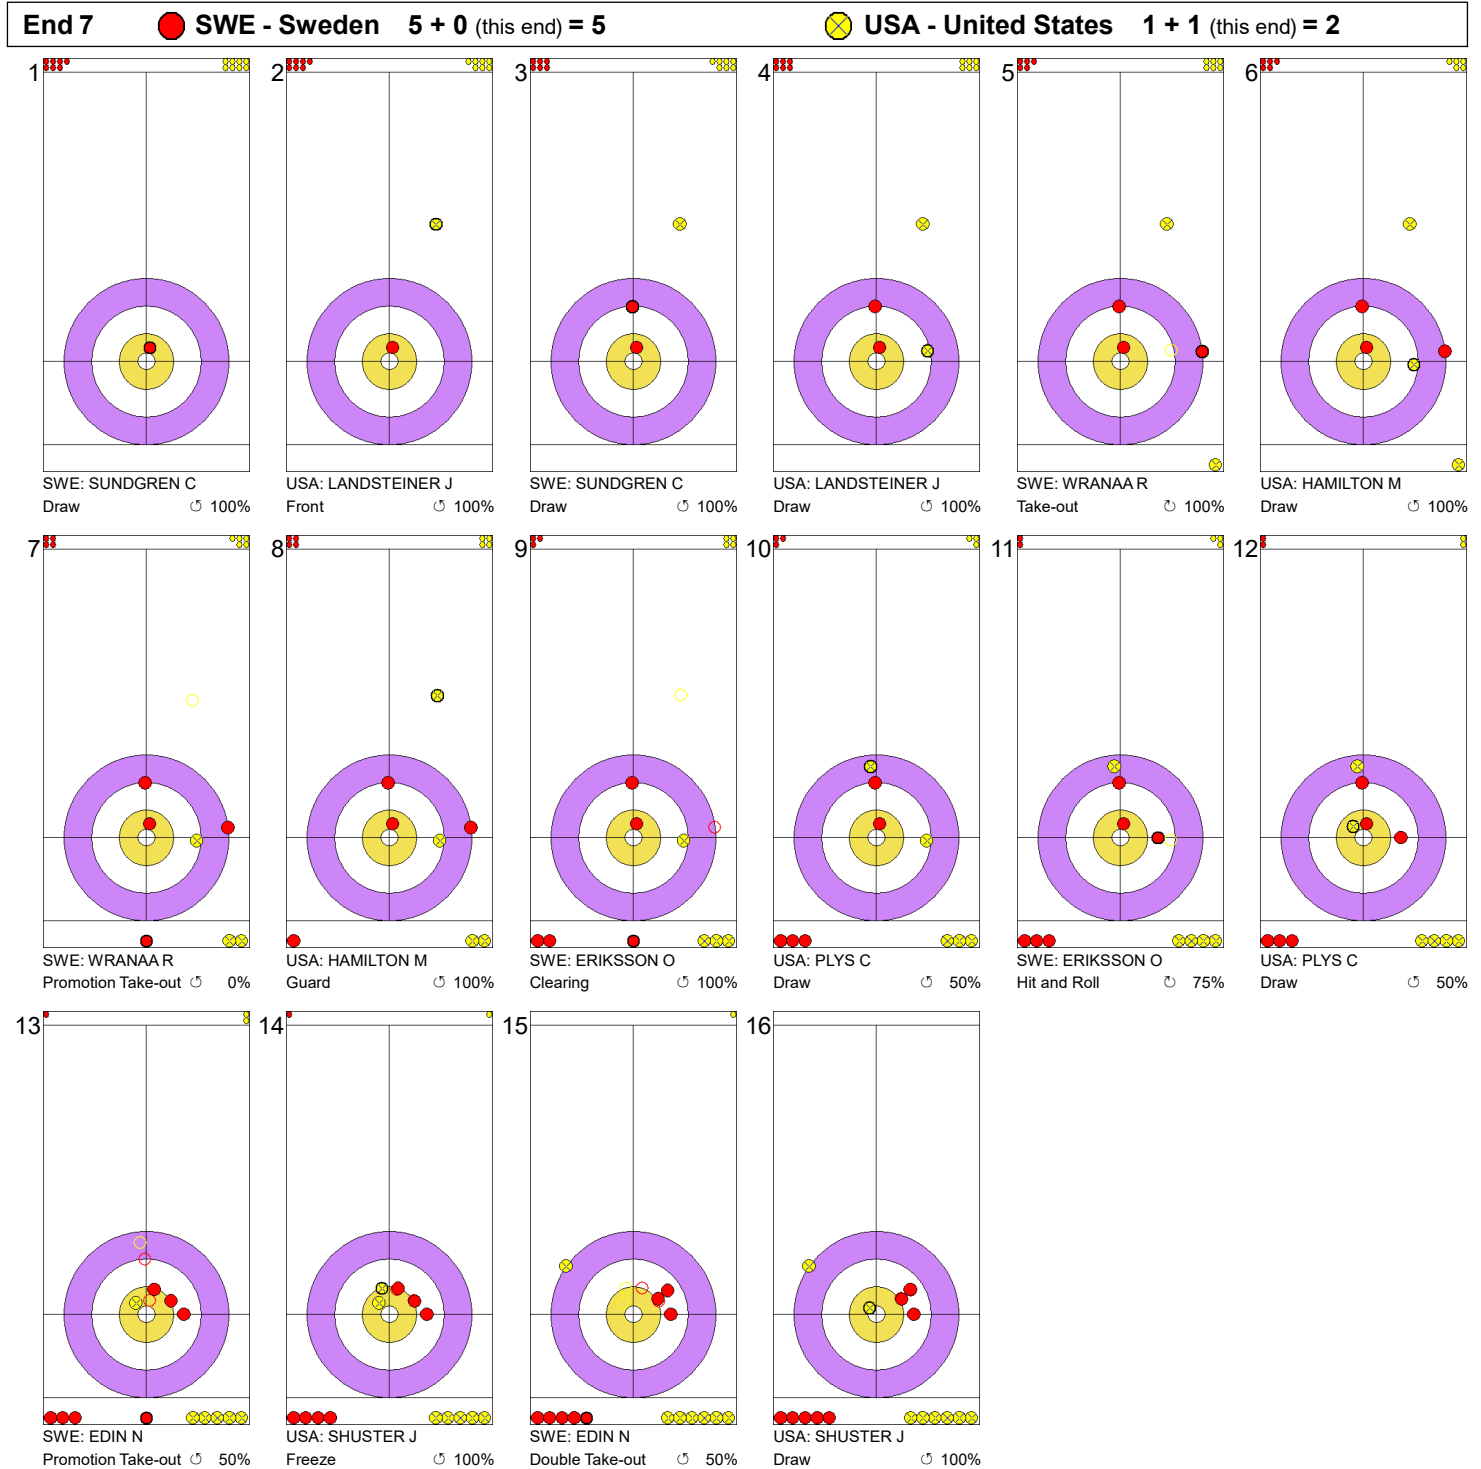 End 7 SWE - Sweden 5 + 0 (this end) = 5 USA - United States 1 + 1 (this end) = 2
1 2 3 4 5 6
SWE: SUNDGREN C USA: LANDSTEINER J SWE: SUNDGREN C USA: LANDSTEINER J SWE: WRANAA R USA: HAMILTON M
Draw ↺ 100% Front ↺ 100% Draw ↺ 100% Draw ↺ 100% Take-out ↻ 100% Draw ↺ 100%
7 8 9 10 11 12
SWE: WRANAA R USA: HAMILTON M SWE: ERIKSSON O USA: PLYS C SWE: ERIKSSON O USA: PLYS C
Promotion Take-out ↺ 0% Guard ↺ 100% Clearing ↺ 100% Draw ↺ 50% Hit and Roll ↻ 75% Draw ↺ 50%
13 14 15 16
SWE: EDIN N USA: SHUSTER J SWE: EDIN N USA: SHUSTER J
Promotion Take-out ↺ 50% Freeze ↺ 100% Double Take-out ↺ 50% Draw ↺ 100%